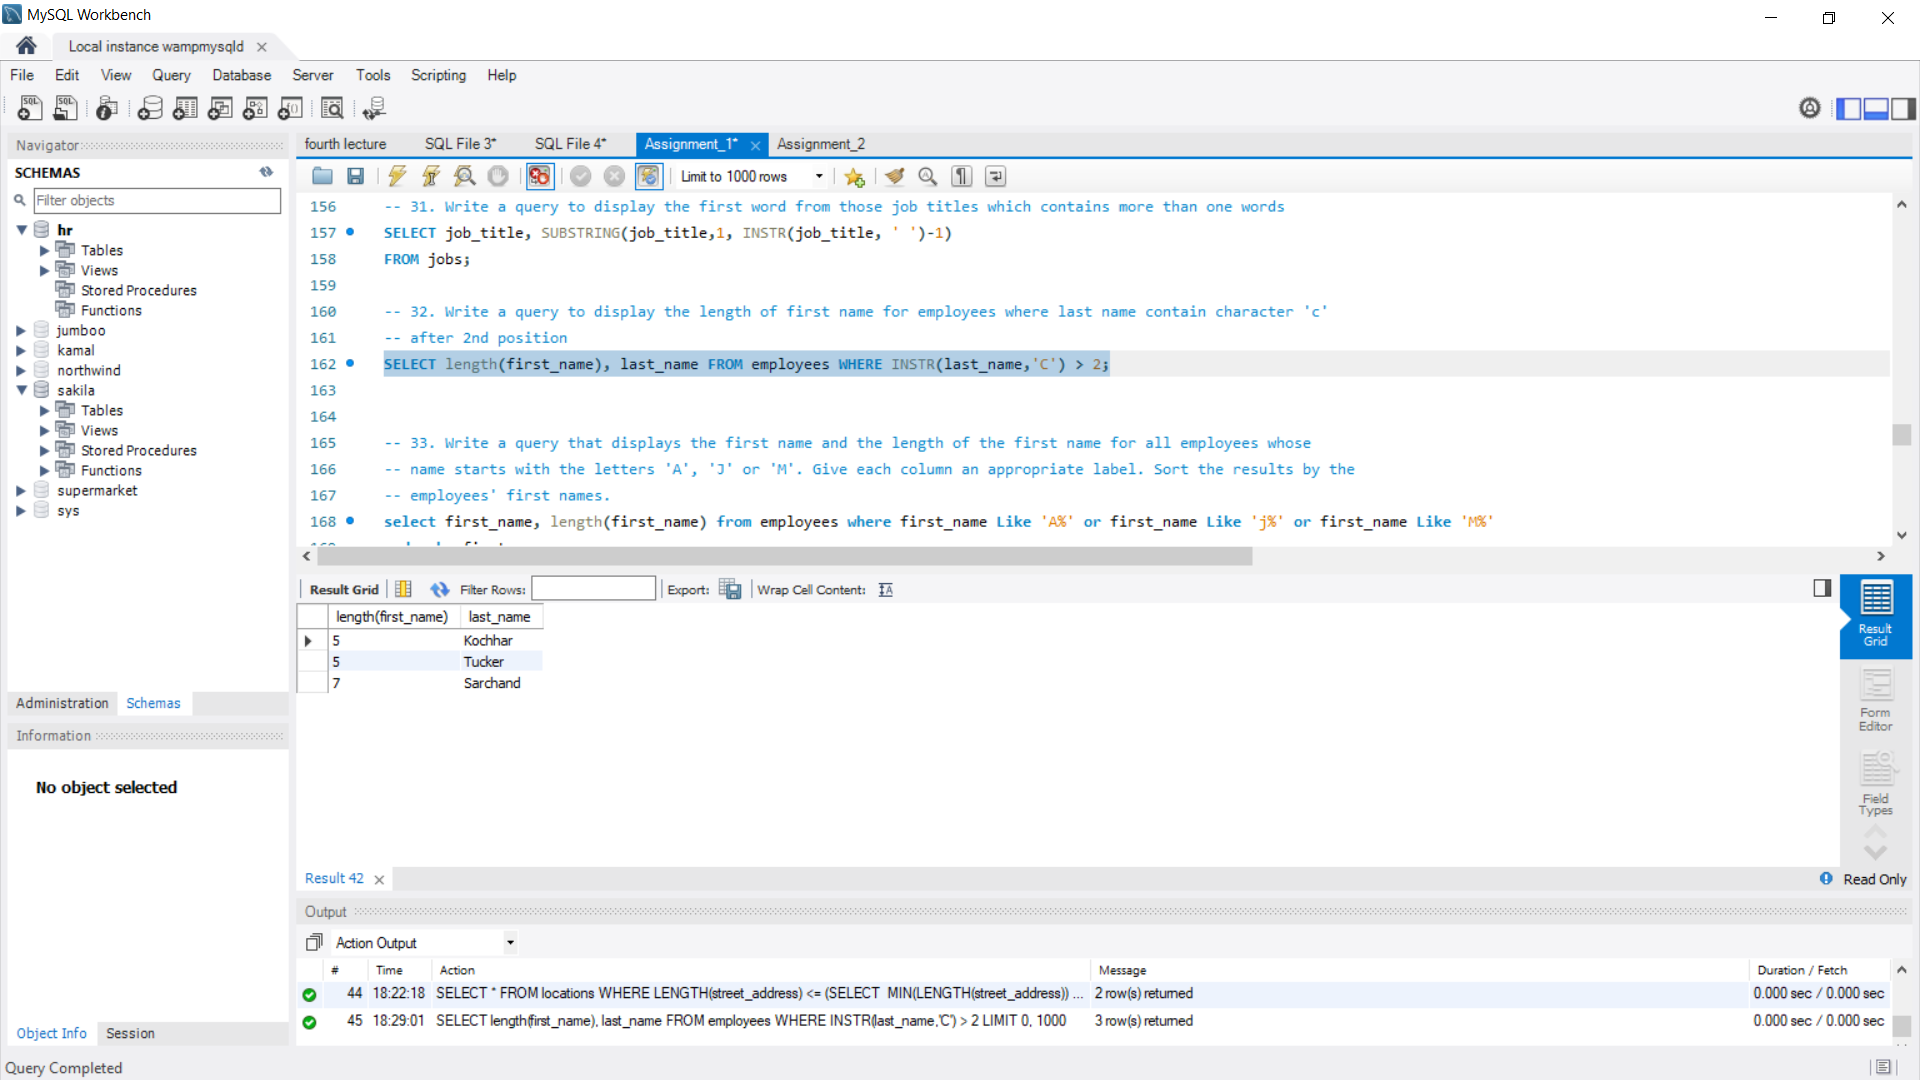 MySQL Workbench
Local instance wampmysqld
File Edit View Query Database Server Tools Scripting Help
Navigator
SCHEMAS
Filter objects
hr
Tables
Views
Stored Procedures
Functions
jumboo
kamal
northwind
sakila
Tables
Views
Stored Procedures
Functions
supermarket
sys
Administration Schemas
Information
No object selected
Object Info Session
fourth lecture SQL File 3* SQL File 4* Assignment_1* Assignment_2
Limit to 1000 rows
156 -- 31. Write a query to display the first word from those job titles which contains more than one words
157 SELECT job_title, SUBSTRING(job_title,1, INSTR(job_title, ' ')-1)
158 FROM jobs;
159
160 -- 32. Write a query to display the length of first name for employees where last name contain character 'c'
161 -- after 2nd position
162 SELECT length(first_name), last_name FROM employees WHERE INSTR(last_name,'C') > 2;
163
164
165 -- 33. Write a query that displays the first name and the length of the first name for all employees whose
166 -- name starts with the letters 'A', 'J' or 'M'. Give each column an appropriate label. Sort the results by the
167 -- employees' first names.
168 select first_name, length(first_name) from employees where first_name Like 'A%' or first_name Like 'j%' or first_name Like 'M%'
Result Grid Filter Rows: Export: Wrap Cell Content:
length(first_name) last_name
5 Kochhar
5 Tucker
7 Sarchand
Result Grid
Form Editor
Field Types
Result 42
Read Only
Output
Action Output
# Time Action Message Duration / Fetch
44 18:22:18 SELECT * FROM locations WHERE LENGTH(street_address) <= (SELECT MIN(LENGTH(street_address)) ... 2 row(s) returned 0.000 sec / 0.000 sec
45 18:29:01 SELECT length(first_name), last_name FROM employees WHERE INSTR(last_name,'C') > 2 LIMIT 0, 1000 3 row(s) returned 0.000 sec / 0.000 sec
Query Completed